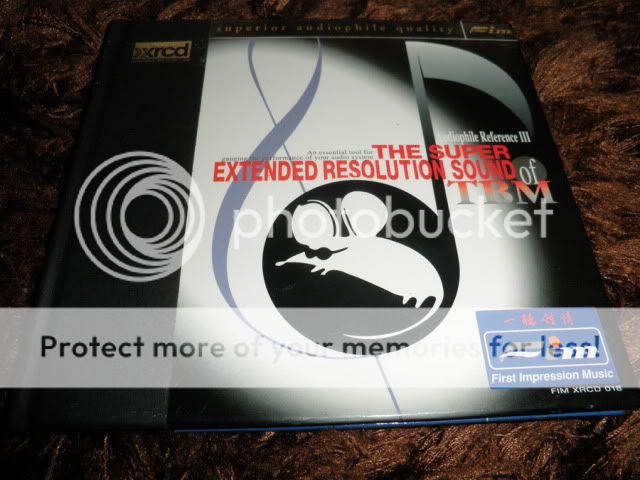 superior audiophile quality
Fim
xrcd
Audiophile Reference III
An essential tool for
gauging the performance of your audio system
THE SUPER
EXTENDED RESOLUTION SOUND
of
TBM
photobucket
Protect more of your memories for less!
Fim
First Impression Music
FIM XRCD 018